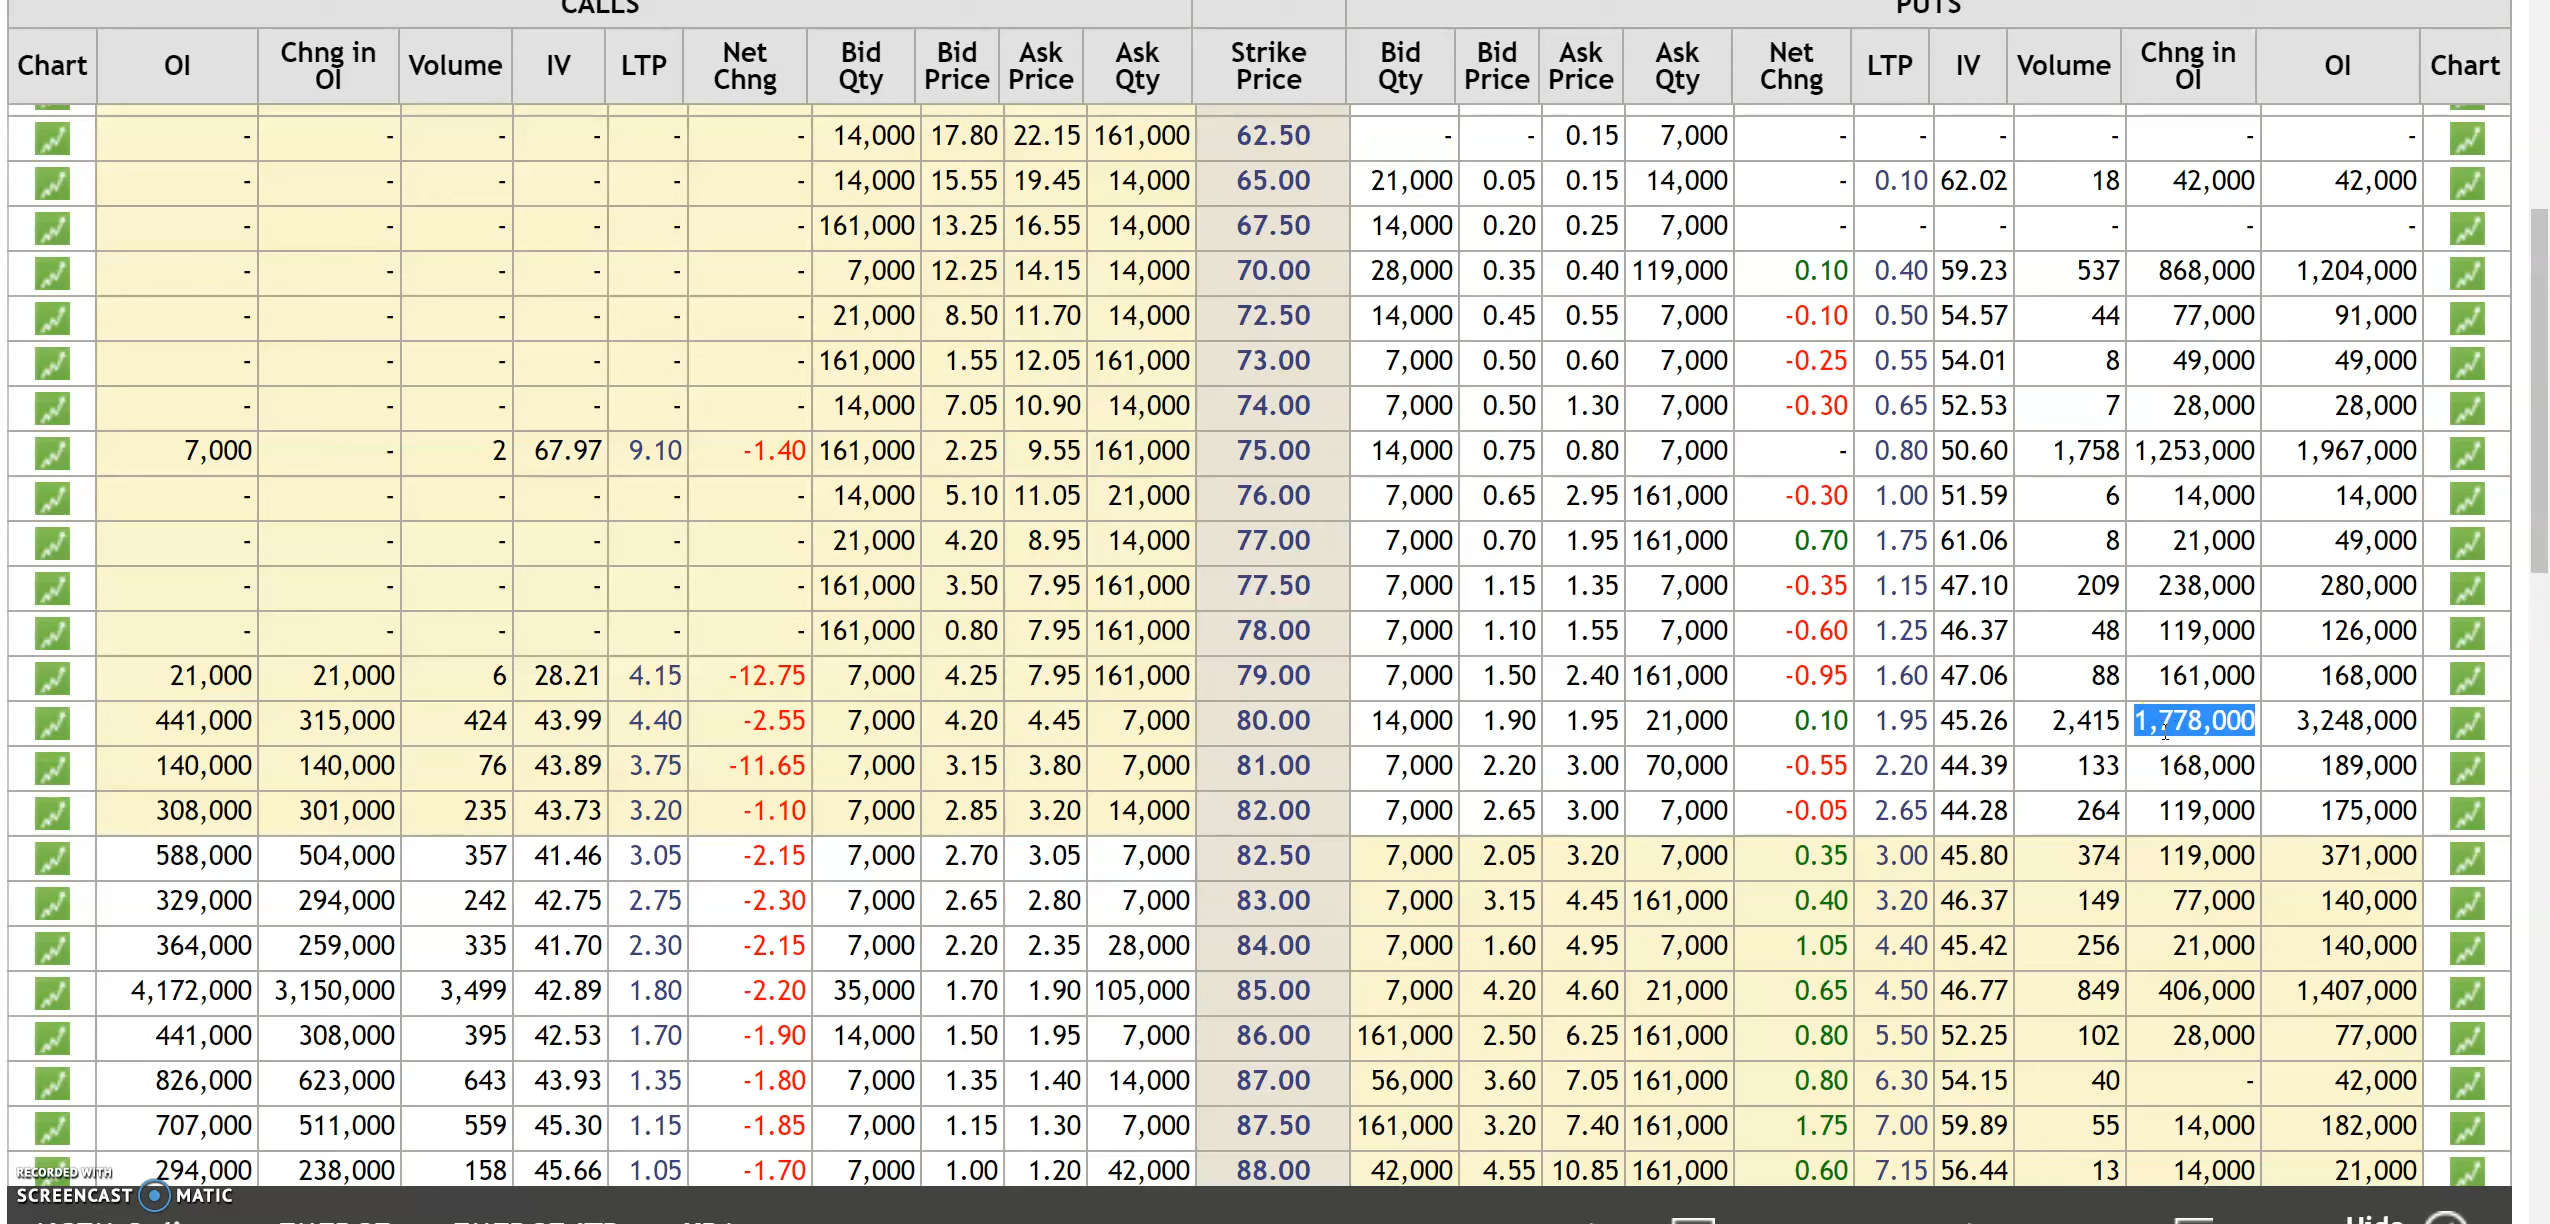 CALLS PUTS
Chart OI Chng in OI Volume IV LTP Net Chng Bid Qty Bid Price Ask Price Ask Qty Strike Price Bid Qty Bid Price Ask Price Ask Qty Net Chng LTP IV Volume Chng in OI OI Chart
- - - - - - 14,000 17.80 22.15 161,000 62.50 - - 0.15 7,000 - - - - - -
- - - - - - 14,000 15.55 19.45 14,000 65.00 21,000 0.05 0.15 14,000 - 0.10 62.02 18 42,000 42,000
- - - - - - 161,000 13.25 16.55 14,000 67.50 14,000 0.20 0.25 7,000 - - - - - -
- - - - - - 7,000 12.25 14.15 14,000 70.00 28,000 0.35 0.40 119,000 0.10 0.40 59.23 537 868,000 1,204,000
- - - - - - 21,000 8.50 11.70 14,000 72.50 14,000 0.45 0.55 7,000 -0.10 0.50 54.57 44 77,000 91,000
- - - - - - 161,000 1.55 12.05 161,000 73.00 7,000 0.50 0.60 7,000 -0.25 0.55 54.01 8 49,000 49,000
- - - - - - 14,000 7.05 10.90 14,000 74.00 7,000 0.50 1.30 7,000 -0.30 0.65 52.53 7 28,000 28,000
7,000 - 2 67.97 9.10 -1.40 161,000 2.25 9.55 161,000 75.00 14,000 0.75 0.80 7,000 - 0.80 50.60 1,758 1,253,000 1,967,000
- - - - - - 14,000 5.10 11.05 21,000 76.00 7,000 0.65 2.95 161,000 -0.30 1.00 51.59 6 14,000 14,000
- - - - - - 21,000 4.20 8.95 14,000 77.00 7,000 0.70 1.95 161,000 0.70 1.75 61.06 8 21,000 49,000
- - - - - - 161,000 3.50 7.95 161,000 77.50 7,000 1.15 1.35 7,000 -0.35 1.15 47.10 209 238,000 280,000
- - - - - - 161,000 0.80 7.95 161,000 78.00 7,000 1.10 1.55 7,000 -0.60 1.25 46.37 48 119,000 126,000
21,000 21,000 6 28.21 4.15 -12.75 7,000 4.25 7.95 161,000 79.00 7,000 1.50 2.40 161,000 -0.95 1.60 47.06 88 161,000 168,000
441,000 315,000 424 43.99 4.40 -2.55 7,000 4.20 4.45 7,000 80.00 14,000 1.90 1.95 21,000 0.10 1.95 45.26 2,415 1,778,000 3,248,000
140,000 140,000 76 43.89 3.75 -11.65 7,000 3.15 3.80 7,000 81.00 7,000 2.20 3.00 70,000 -0.55 2.20 44.39 133 168,000 189,000
308,000 301,000 235 43.73 3.20 -1.10 7,000 2.85 3.20 14,000 82.00 7,000 2.65 3.00 7,000 -0.05 2.65 44.28 264 119,000 175,000
588,000 504,000 357 41.46 3.05 -2.15 7,000 2.70 3.05 7,000 82.50 7,000 2.05 3.20 7,000 0.35 3.00 45.80 374 119,000 371,000
329,000 294,000 242 42.75 2.75 -2.30 7,000 2.65 2.80 7,000 83.00 7,000 3.15 4.45 161,000 0.40 3.20 46.37 149 77,000 140,000
364,000 259,000 335 41.70 2.30 -2.15 7,000 2.20 2.35 28,000 84.00 7,000 1.60 4.95 7,000 1.05 4.40 45.42 256 21,000 140,000
4,172,000 3,150,000 3,499 42.89 1.80 -2.20 35,000 1.70 1.90 105,000 85.00 7,000 4.20 4.60 21,000 0.65 4.50 46.77 849 406,000 1,407,000
441,000 308,000 395 42.53 1.70 -1.90 14,000 1.50 1.95 7,000 86.00 161,000 2.50 6.25 161,000 0.80 5.50 52.25 102 28,000 77,000
826,000 623,000 643 43.93 1.35 -1.80 7,000 1.35 1.40 14,000 87.00 56,000 3.60 7.05 161,000 0.80 6.30 54.15 40 - 42,000
707,000 511,000 559 45.30 1.15 -1.85 7,000 1.15 1.30 7,000 87.50 161,000 3.20 7.40 161,000 1.75 7.00 59.89 55 14,000 182,000
294,000 238,000 158 45.66 1.05 -1.70 7,000 1.00 1.20 42,000 88.00 42,000 4.55 10.85 161,000 0.60 7.15 56.44 13 14,000 21,000
RECORDED WITH
SCREENCAST MATIC
Hide